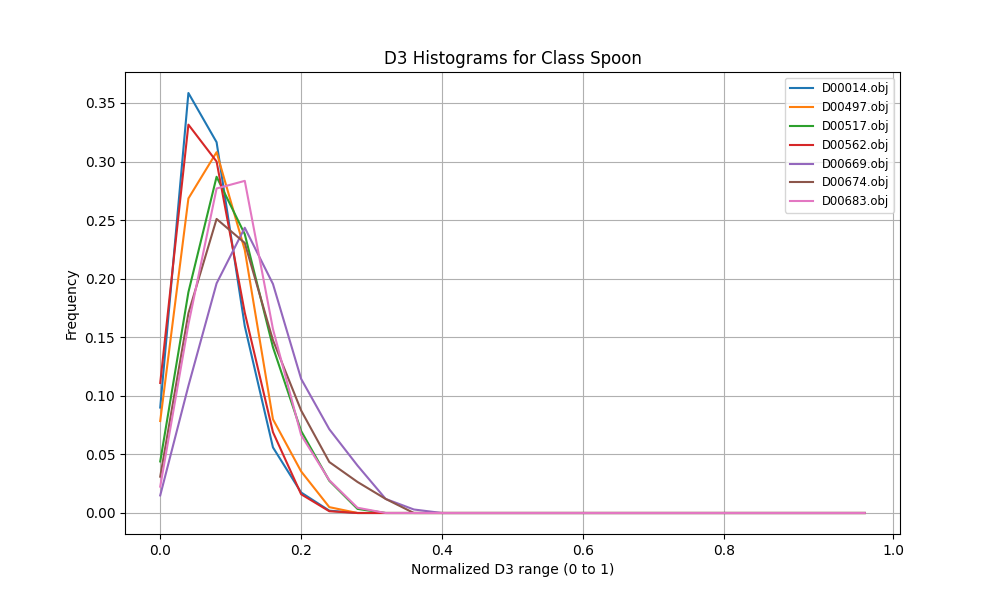 D3 Histograms for Class Spoon
0.35
0.30
0.25
0.20
0.15
0.10
0.05
0.00
Frequency
D00014.obj
D00497.obj
D00517.obj
D00562.obj
D00669.obj
D00674.obj
D00683.obj
0.0 0.2 0.4 0.6 0.8 1.0
Normalized D3 range (0 to 1)